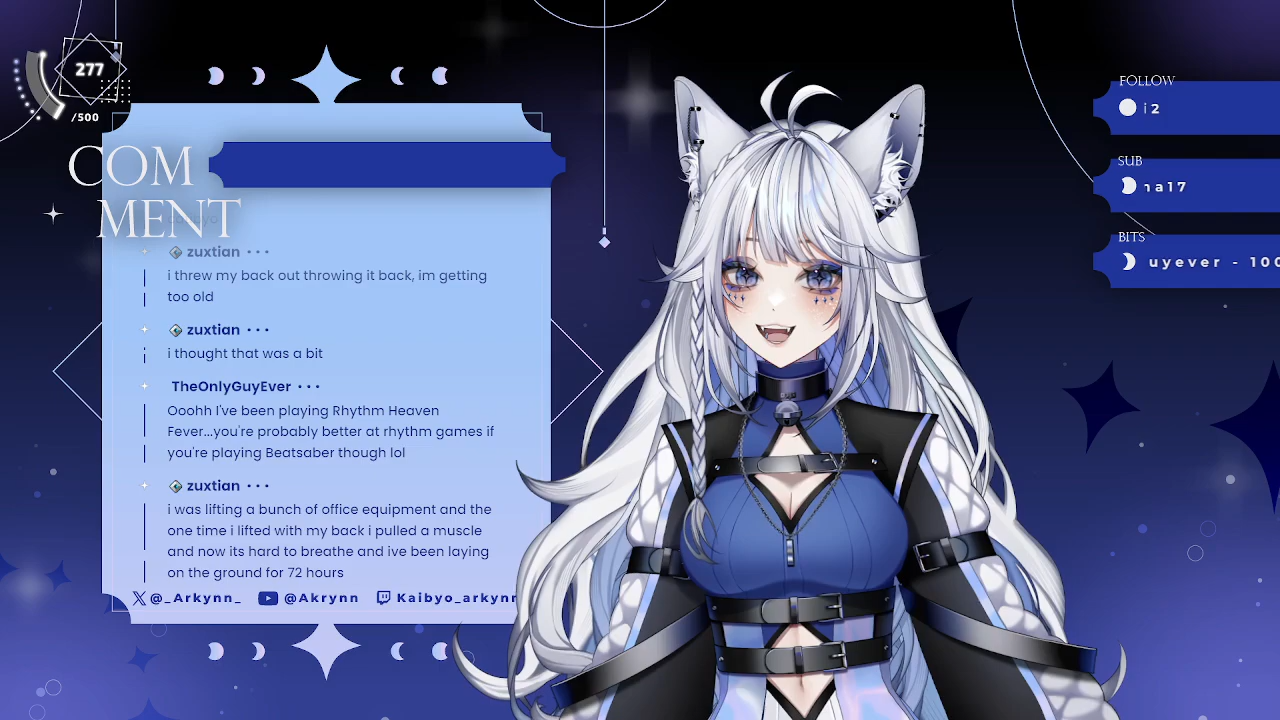 277
/500
COM
MENT
zuxtian
i threw my back out throwing it back, im getting
too old
zuxtian
i thought that was a bit
TheOnlyGuyEver
Ooohh I've been playing Rhythm Heaven
Fever...you're probably better at rhythm games if
you're playing Beatsaber though lol
zuxtian
i was lifting a bunch of office equipment and the
one time i lifted with my back i pulled a muscle
and now its hard to breathe and ive been laying
on the ground for 72 hours
@_Arkynn_ @Akrynn Kaibyo_arkynn
FOLLOW
i2
SUB
na17
BITS
uyever - 100